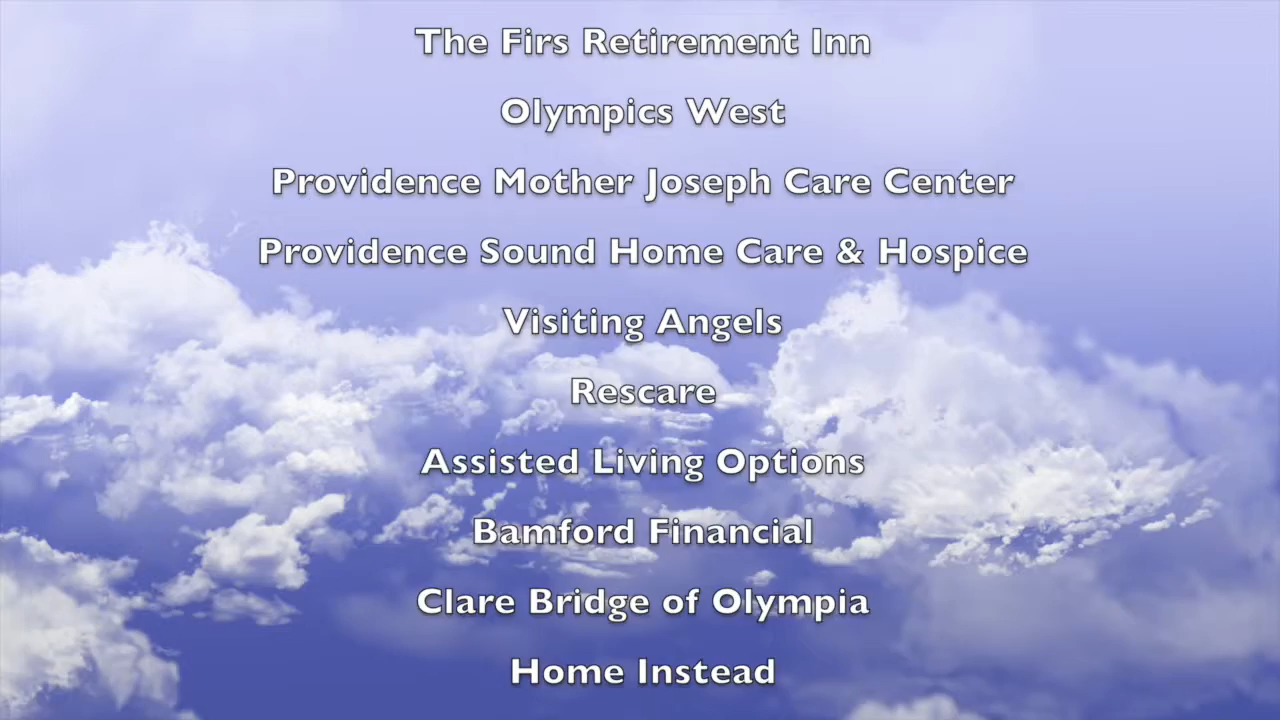 The Firs Retirement Inn
Olympics West
Providence Mother Joseph Care Center
Providence Sound Home Care & Hospice
Visiting Angels
Rescare
Assisted Living Options
Bamford Financial
Clare Bridge of Olympia
Home Instead